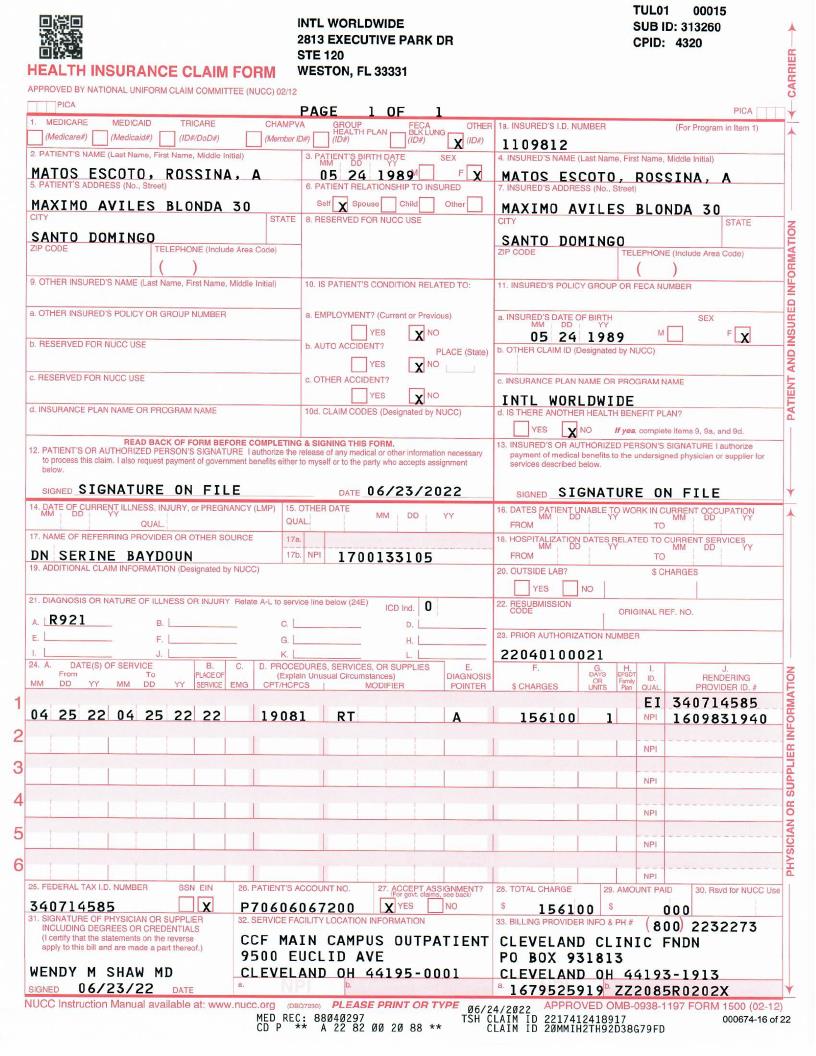 INTL WORLDWIDE
2813 EXECUTIVE PARK DR
STE 120
WESTON, FL 33331
TUL01 00015
SUB ID: 313260
CPID: 4320
HEALTH INSURANCE CLAIM FORM
APPROVED BY NATIONAL UNIFORM CLAIM COMMITTEE (NUCC) 02/12
PICA PAGE 1 OF 1 PICA
CARRIER
1. MEDICARE MEDICAID TRICARE CHAMPVA GROUP HEALTH PLAN FECA BLK LUNG OTHER
(Medicare#) (Medicaid#) (ID#/DoD#) (Member ID#) (ID#) (ID#) X (ID#)
1a. INSURED'S I.D. NUMBER (For Program in Item 1)
1109812
2. PATIENT'S NAME (Last Name, First Name, Middle Initial)
MATOS ESCOTO, ROSSINA, A
3. PATIENT'S BIRTH DATE SEX
MM DD YY
05 24 1989 M F X
4. INSURED'S NAME (Last Name, First Name, Middle Initial)
MATOS ESCOTO, ROSSINA, A
5. PATIENT'S ADDRESS (No., Street)
MAXIMO AVILES BLONDA 30
6. PATIENT RELATIONSHIP TO INSURED
Self X Spouse Child Other
7. INSURED'S ADDRESS (No., Street)
MAXIMO AVILES BLONDA 30
CITY STATE
SANTO DOMINGO
8. RESERVED FOR NUCC USE
CITY STATE
SANTO DOMINGO
ZIP CODE TELEPHONE (Include Area Code)
( )
ZIP CODE TELEPHONE (Include Area Code)
( )
9. OTHER INSURED'S NAME (Last Name, First Name, Middle Initial)
10. IS PATIENT'S CONDITION RELATED TO:
11. INSURED'S POLICY GROUP OR FECA NUMBER
a. OTHER INSURED'S POLICY OR GROUP NUMBER
a. EMPLOYMENT? (Current or Previous)
YES X NO
a. INSURED'S DATE OF BIRTH SEX
MM DD YY
05 24 1989 M F X
b. RESERVED FOR NUCC USE
b. AUTO ACCIDENT? PLACE (State)
YES X NO
b. OTHER CLAIM ID (Designated by NUCC)
c. RESERVED FOR NUCC USE
c. OTHER ACCIDENT?
YES X NO
c. INSURANCE PLAN NAME OR PROGRAM NAME
INTL WORLDWIDE
d. INSURANCE PLAN NAME OR PROGRAM NAME
10d. CLAIM CODES (Designated by NUCC)
d. IS THERE ANOTHER HEALTH BENEFIT PLAN?
YES X NO If yes, complete items 9, 9a, and 9d.
READ BACK OF FORM BEFORE COMPLETING & SIGNING THIS FORM.
12. PATIENT'S OR AUTHORIZED PERSON'S SIGNATURE I authorize the release of any medical or other information necessary
to process this claim. I also request payment of government benefits either to myself or to the party who accepts assignment
below.
SIGNED SIGNATURE ON FILE DATE 06/23/2022
13. INSURED'S OR AUTHORIZED PERSON'S SIGNATURE I authorize
payment of medical benefits to the undersigned physician or supplier for
services described below.
SIGNED SIGNATURE ON FILE
PATIENT AND INSURED INFORMATION
14. DATE OF CURRENT ILLNESS, INJURY, or PREGNANCY (LMP)
MM DD YY
QUAL.
15. OTHER DATE
QUAL. MM DD YY
16. DATES PATIENT UNABLE TO WORK IN CURRENT OCCUPATION
MM DD YY MM DD YY
FROM TO
17. NAME OF REFERRING PROVIDER OR OTHER SOURCE
DN SERINE BAYDOUN
17a.
17b. NPI 1700133105
18. HOSPITALIZATION DATES RELATED TO CURRENT SERVICES
MM DD YY MM DD YY
FROM TO
19. ADDITIONAL CLAIM INFORMATION (Designated by NUCC)
20. OUTSIDE LAB? $ CHARGES
YES NO
21. DIAGNOSIS OR NATURE OF ILLNESS OR INJURY Relate A-L to service line below (24E) ICD Ind. 0
A. R921 B. C. D.
E. F. G. H.
I. J. K. L.
22. RESUBMISSION CODE ORIGINAL REF. NO.
23. PRIOR AUTHORIZATION NUMBER
22040100021
24. A. DATE(S) OF SERVICE B. C. D. PROCEDURES, SERVICES, OR SUPPLIES E. F. G. H. I. J.
From To PLACE OF (Explain Unusual Circumstances) DIAGNOSIS DAYS OR UNITS EPSDT Family Plan ID. RENDERING
MM DD YY MM DD YY SERVICE EMG CPT/HCPCS MODIFIER POINTER $ CHARGES QUAL. PROVIDER ID. #
EI 340714585
1 04 25 22 04 25 22 22 19081 RT A 156100 1 NPI 1609831940
2 NPI
3 NPI
4 NPI
5 NPI
6 NPI
PHYSICIAN OR SUPPLIER INFORMATION
25. FEDERAL TAX I.D. NUMBER SSN EIN
340714585 X
26. PATIENT'S ACCOUNT NO.
P70606067200
27. ACCEPT ASSIGNMENT?
(For govt. claims, see back)
X YES NO
28. TOTAL CHARGE
$ 156100
29. AMOUNT PAID
$ 000
30. Rsvd for NUCC Use
31. SIGNATURE OF PHYSICIAN OR SUPPLIER
INCLUDING DEGREES OR CREDENTIALS
(I certify that the statements on the reverse
apply to this bill and are made a part thereof.)
WENDY M SHAW MD
SIGNED 06/23/22 DATE
32. SERVICE FACILITY LOCATION INFORMATION
CCF MAIN CAMPUS OUTPATIENT
9500 EUCLID AVE
CLEVELAND OH 44195-0001
a. NPI b.
33. BILLING PROVIDER INFO & PH # (800) 2232273
CLEVELAND CLINIC FNDN
PO BOX 931813
CLEVELAND OH 44193-1913
a. 1679525919 b. ZZ2085R0202X
NUCC Instruction Manual available at: www.nucc.org (DBQ7230) PLEASE PRINT OR TYPE APPROVED OMB-0938-1197 FORM 1500 (02-12)
06/24/2022
MED REC: 88040297 TSH CLAIM ID 2217412418917 000674-16 of 22
CD P ** A 22 82 00 20 88 ** CLAIM ID 20MMIH2TH92D38G79FD